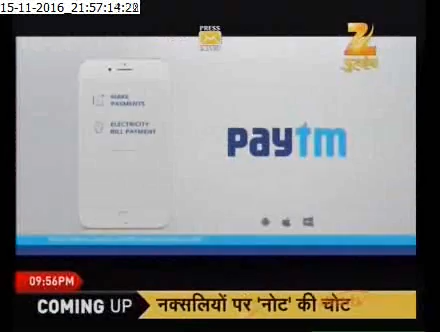 15-11-2016_21:57:14:22
PRESS
MAKE
PAYMENTS
ELECTRICITY
BILL PAYMENT
paytm
09:56PM
COMING UP
नक्सलियों पर 'नोट' की चोट